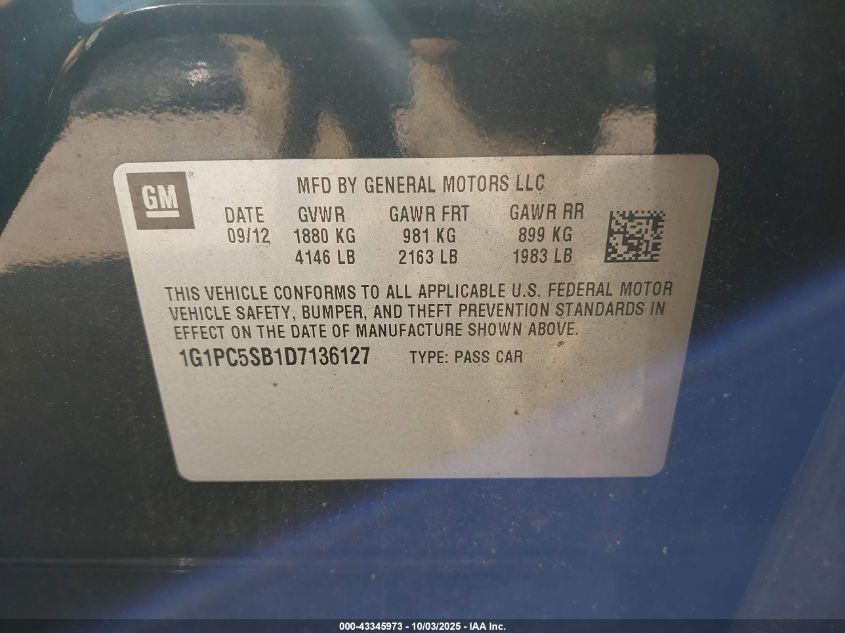 GM
MFD BY GENERAL MOTORS LLC
DATE GVWR GAWR FRT GAWR RR
09/12 1880 KG 981 KG 899 KG
4146 LB 2163 LB 1983 LB
THIS VEHICLE CONFORMS TO ALL APPLICABLE U.S. FEDERAL MOTOR
VEHICLE SAFETY, BUMPER, AND THEFT PREVENTION STANDARDS IN
EFFECT ON THE DATE OF MANUFACTURE SHOWN ABOVE.
1G1PC5SB1D7136127 TYPE: PASS CAR
000-43345973 - 10/03/2025 - IAA Inc.